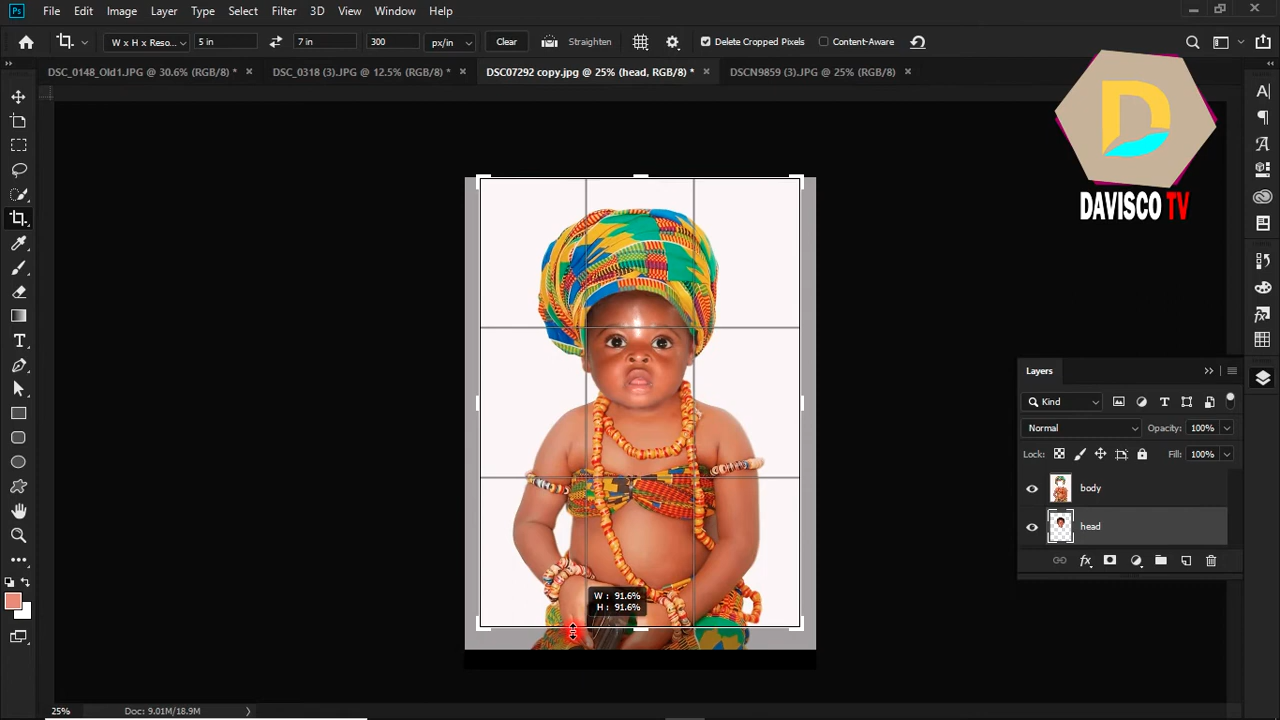 Ps File Edit Image Layer Type Select Filter 3D View Window Help
W x H x Reso... 5 in 7 in 300 px/in Clear Straighten Delete Cropped Pixels Content-Aware
DSC_0148_Old1.JPG @ 30.6% (RGB/8) * × DSC_0318 (3).JPG @ 12.5% (RGB/8) * × DSC07292 copy.jpg @ 25% (head, RGB/8) * × DSCN9859 (3).JPG @ 25% (RGB/8) ×
D
DAVISCO TV
Layers
Kind
Normal Opacity: 100%
Lock: Fill: 100%
body
head
fx
W : 91.6%
H : 91.6%
25% Doc: 9.01M/18.9M